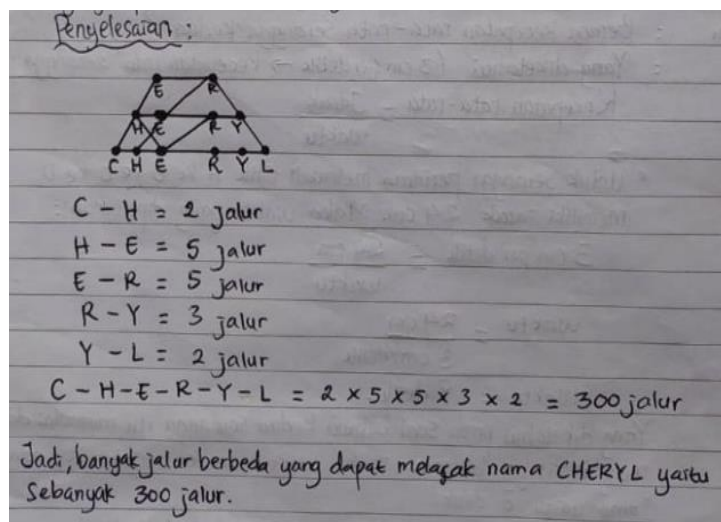 Penyelesaian :
E R
H E R Y
C H E R Y L
C - H = 2 jalur
H - E = 5 jalur
E - R = 5 jalur
R - Y = 3 jalur
Y - L = 2 jalur
C - H - E - R - Y - L = 2 × 5 × 5 × 3 × 2 = 300 jalur
Jadi, banyak jalur berbeda yang dapat melacak nama CHERYL yaitu
Sebanyak 300 jalur.